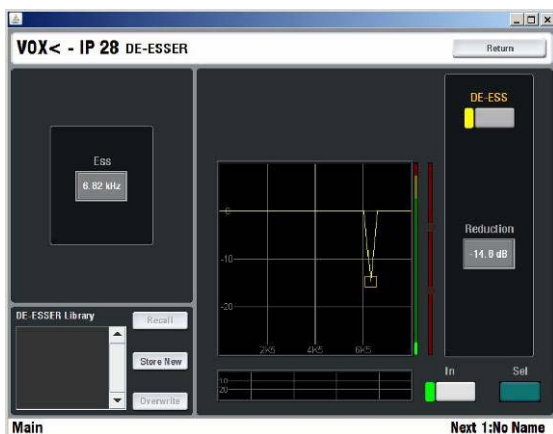 VOX< - IP 28 DE-ESSER
Return
Ess
6.82 kHz
DE-ESS
Reduction
-14.8 dB
-0
-10
-20
2K5 4K5 6K5
DE-ESSER Library
Recall
Store New
Overwrite
10
20
In
Sel
Main
Next 1:No Name